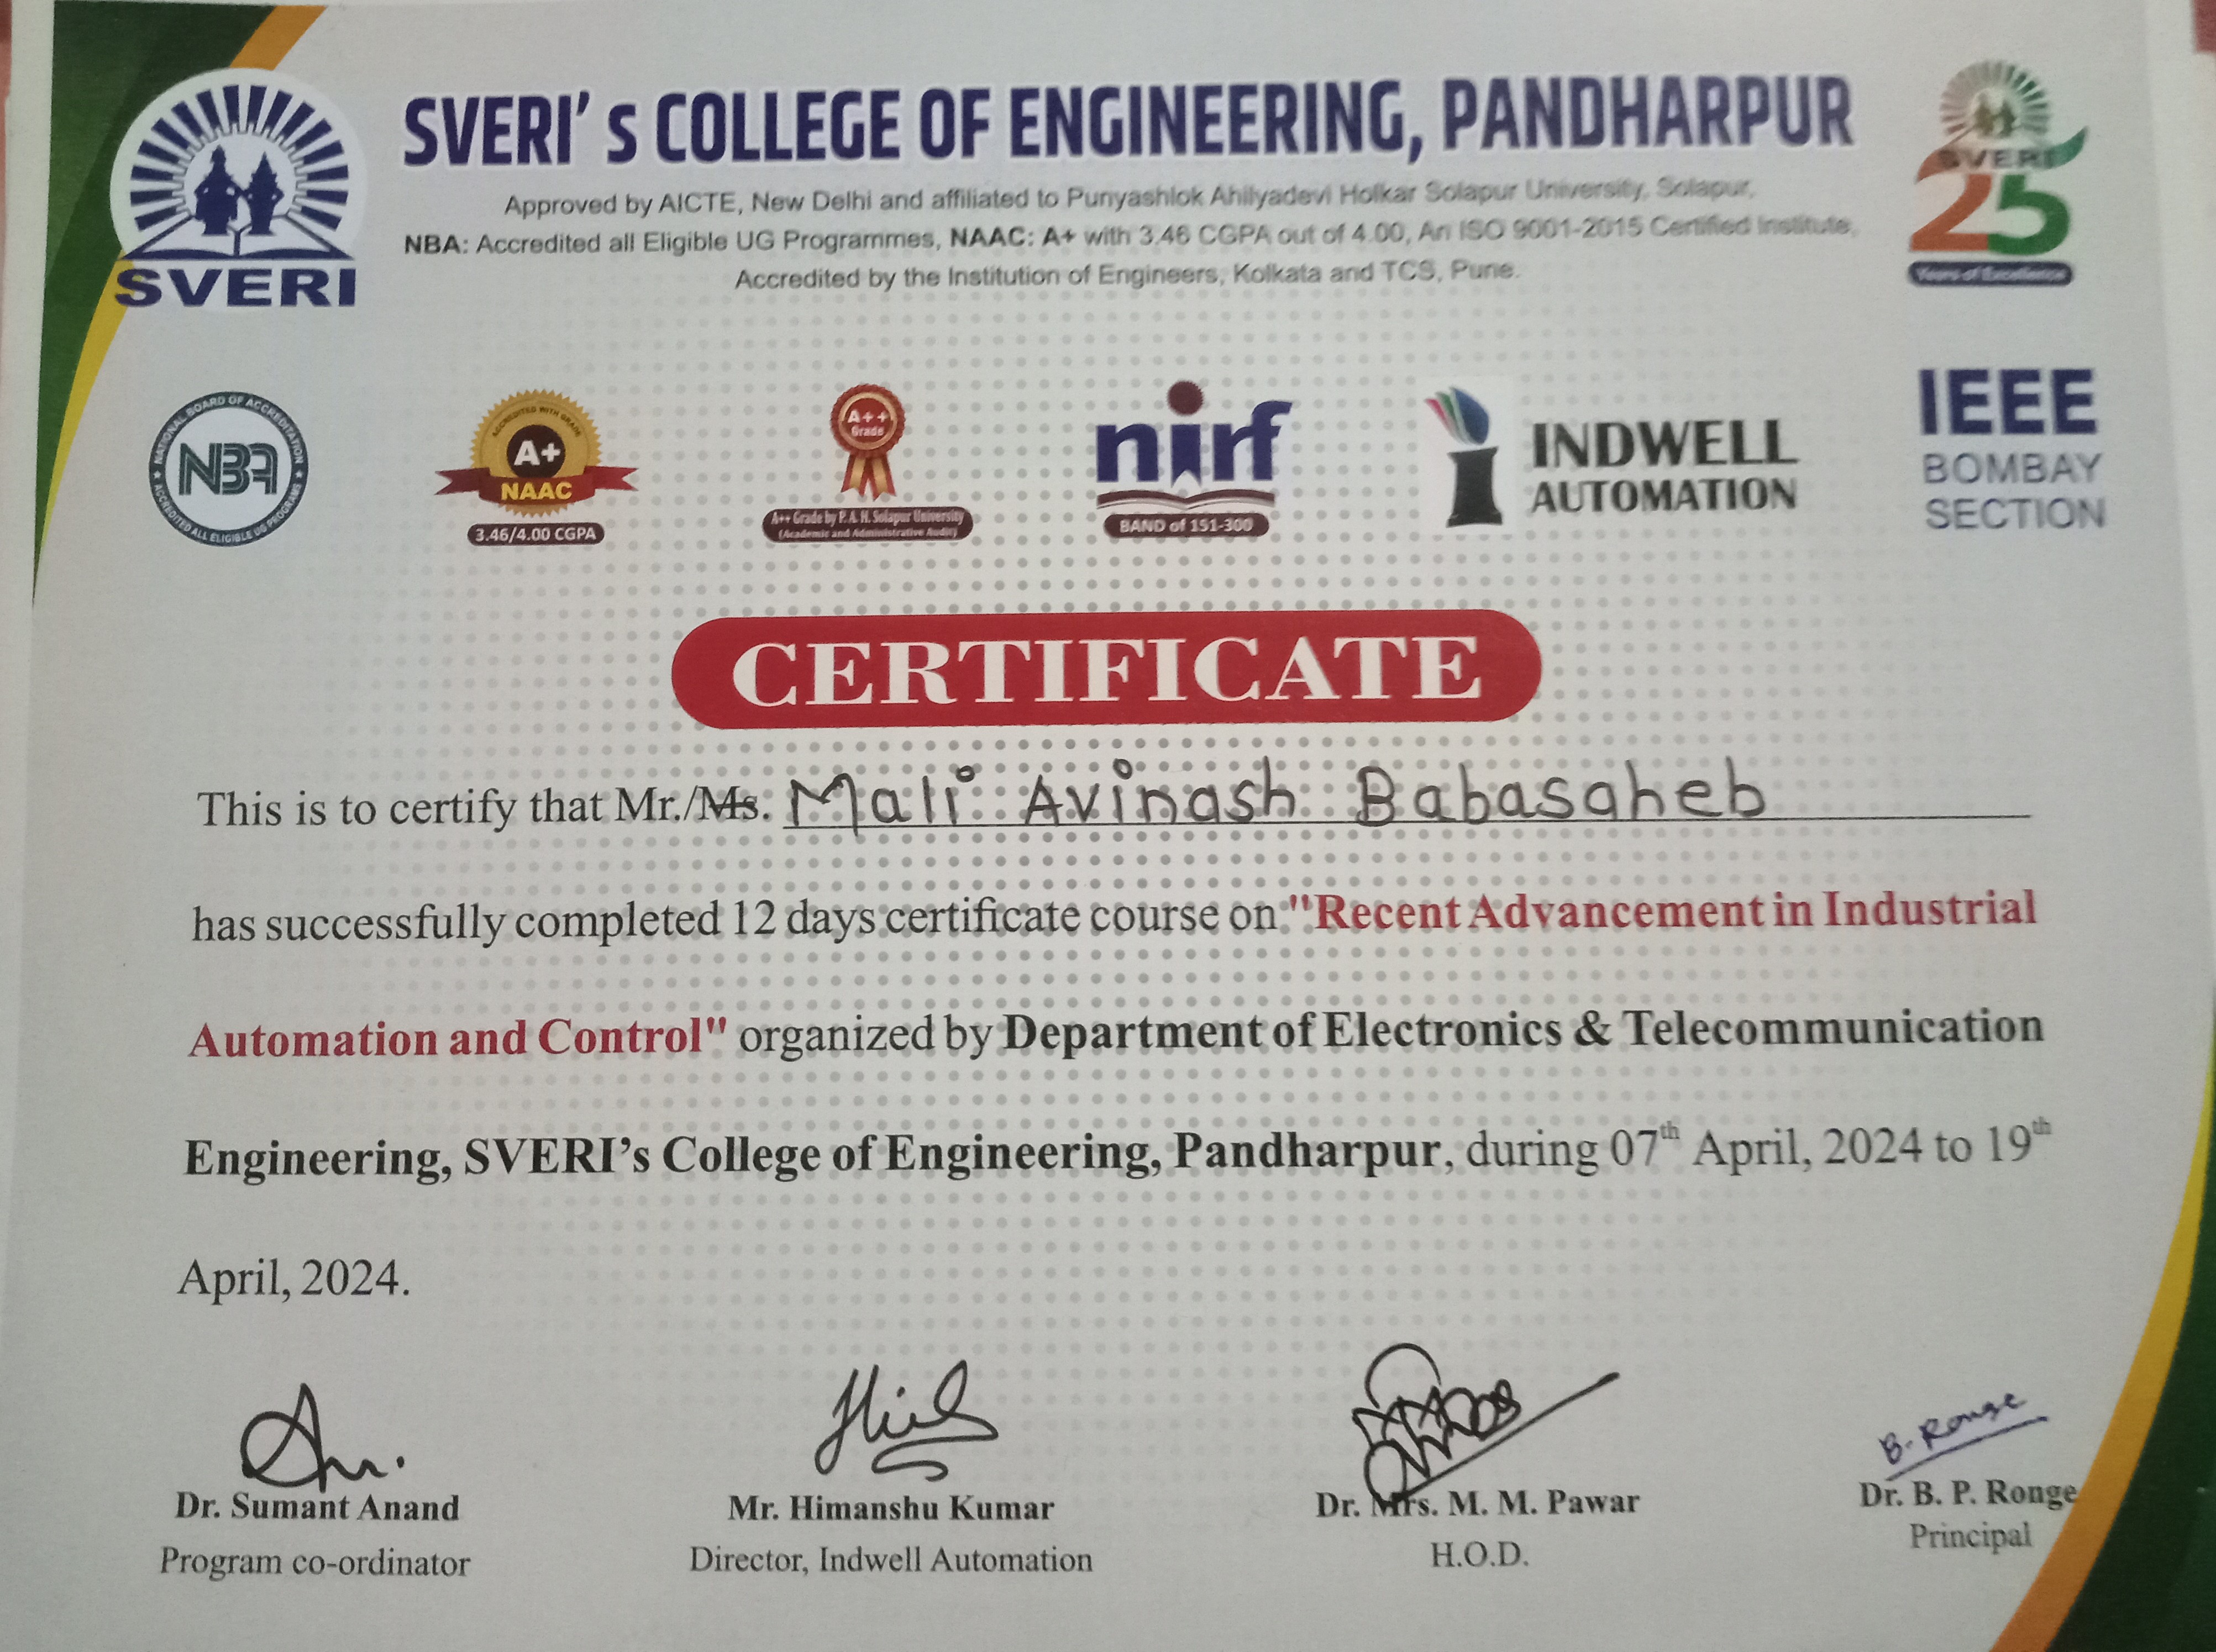 SVERI' s COLLEGE OF ENGINEERING, PANDHARPUR
Approved by AICTE, New Delhi and affiliated to Punyashlok Ahilyadevi Holkar Solapur University, Solapur,
NBA: Accredited all Eligible UG Programmes, NAAC: A+ with 3.46 CGPA out of 4.00, An ISO 9001-2015 Certified Institute,
Accredited by the Institution of Engineers, Kolkata and TCS, Pune.
SVERI
SVERI
25
Years of Excellence
NATIONAL BOARD OF ACCREDITATION
NBA
ACCREDITED ALL ELIGIBLE UG PROGRAMS
ACCREDITED WITH GRADE
A+
NAAC
3.46/4.00 CGPA
A++
Grade
A++ Grade by P. A. H. Solapur University
(Academic and Administrative Audit)
nirf
BAND of 151-300
INDWELL
AUTOMATION
IEEE
BOMBAY
SECTION
CERTIFICATE
This is to certify that Mr./Ms. Mali Avinash Babasaheb
has successfully completed 12 days certificate course on "Recent Advancement in Industrial
Automation and Control" organized by Department of Electronics & Telecommunication
Engineering, SVERI's College of Engineering, Pandharpur, during 07th April, 2024 to 19th
April, 2024.
B. Ronge
Dr. Sumant Anand
Program co-ordinator
Mr. Himanshu Kumar
Director, Indwell Automation
Dr. Mrs. M. M. Pawar
H.O.D.
Dr. B. P. Ronge
Principal